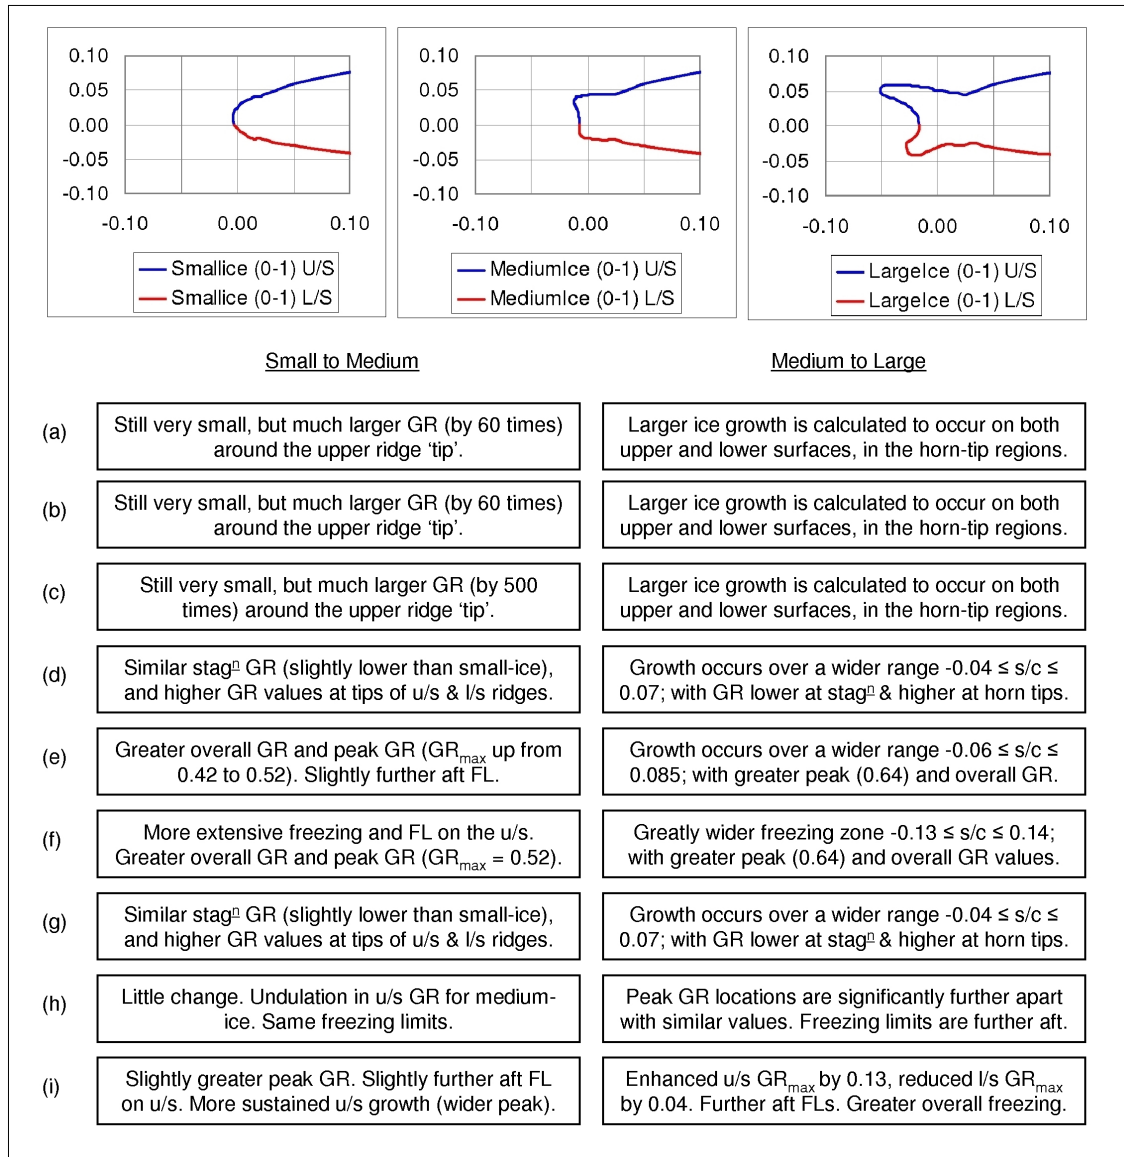 0.10
0.05
0.00
-0.05
-0.10
-0.10 0.00 0.10
Smallice (0-1) U/S
Smallice (0-1) L/S
0.10
0.05
0.00
-0.05
-0.10
-0.10 0.00 0.10
MediumIce (0-1) U/S
MediumIce (0-1) L/S
0.10
0.05
0.00
-0.05
-0.10
-0.10 0.00 0.10
LargeIce (0-1) U/S
LargeIce (0-1) L/S
Small to Medium
Medium to Large
(a)
Still very small, but much larger GR (by 60 times)
around the upper ridge ‘tip’.
Larger ice growth is calculated to occur on both
upper and lower surfaces, in the horn-tip regions.
(b)
Still very small, but much larger GR (by 60 times)
around the upper ridge ‘tip’.
Larger ice growth is calculated to occur on both
upper and lower surfaces, in the horn-tip regions.
(c)
Still very small, but much larger GR (by 500
times) around the upper ridge ‘tip’.
Larger ice growth is calculated to occur on both
upper and lower surfaces, in the horn-tip regions.
(d)
Similar stagⁿ GR (slightly lower than small-ice),
and higher GR values at tips of u/s & l/s ridges.
Growth occurs over a wider range -0.04 ≤ s/c ≤
0.07; with GR lower at stagⁿ & higher at horn tips.
(e)
Greater overall GR and peak GR (GRmax up from
0.42 to 0.52). Slightly further aft FL.
Growth occurs over a wider range -0.06 ≤ s/c ≤
0.085; with greater peak (0.64) and overall GR.
(f)
More extensive freezing and FL on the u/s.
Greater overall GR and peak GR (GRmax = 0.52).
Greatly wider freezing zone -0.13 ≤ s/c ≤ 0.14;
with greater peak (0.64) and overall GR values.
(g)
Similar stagⁿ GR (slightly lower than small-ice),
and higher GR values at tips of u/s & l/s ridges.
Growth occurs over a wider range -0.04 ≤ s/c ≤
0.07; with GR lower at stagⁿ & higher at horn tips.
(h)
Little change. Undulation in u/s GR for medium-
ice. Same freezing limits.
Peak GR locations are significantly further apart
with similar values. Freezing limits are further aft.
(i)
Slightly greater peak GR. Slightly further aft FL
on u/s. More sustained u/s growth (wider peak).
Enhanced u/s GRmax by 0.13, reduced l/s GRmax
by 0.04. Further aft FLs. Greater overall freezing.